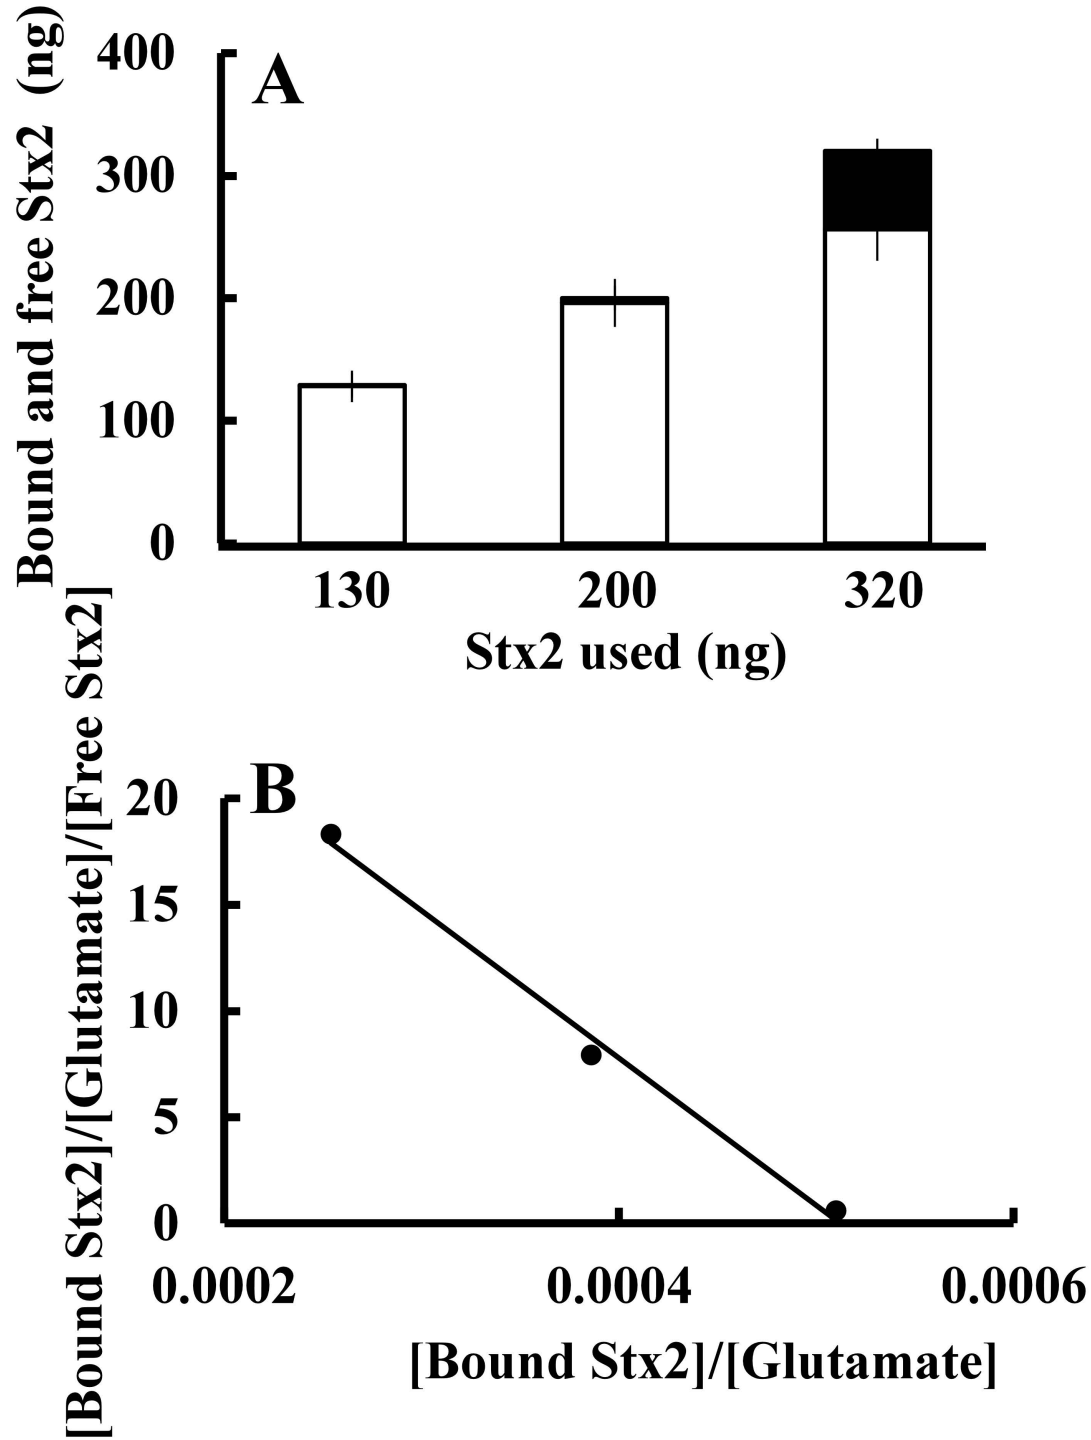 Bound and free Stx2 (ng)
A
400
300
200
100
0
130 200 320
Stx2 used (ng)
[Bound Stx2]/[Glutamate]/[Free Stx2]
B
20
15
10
5
0
0.0002 0.0004 0.0006
[Bound Stx2]/[Glutamate]